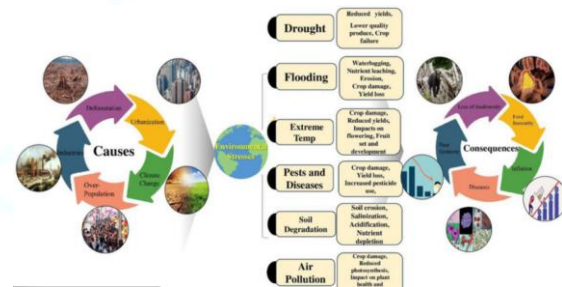 Causes
Deforestation
Urbanization
Climate
Change
Over-
Population
Industries
Environmental
Stresses
Drought
Reduced yields,
Lower quality
produce, Crop
failure
Flooding
Waterlogging,
Nutrient leaching,
Erosion,
Crop damage,
Yield loss
Extreme
Temp
Crop damage,
Reduced yields,
Impacts on
flowering, Fruit
set and
development
Pests and
Diseases
Crop damage,
Yield loss,
Increased pesticide
use,
Soil
Degradation
Soil erosion,
Salinization,
Acidification,
Nutrient
depletion
Air
Pollution
Crop damage,
Reduced
photosynthesis,
Impact on plant
health and
Consequences
Loss of
Food
Insecurity
Inflation
Diseases
Poor